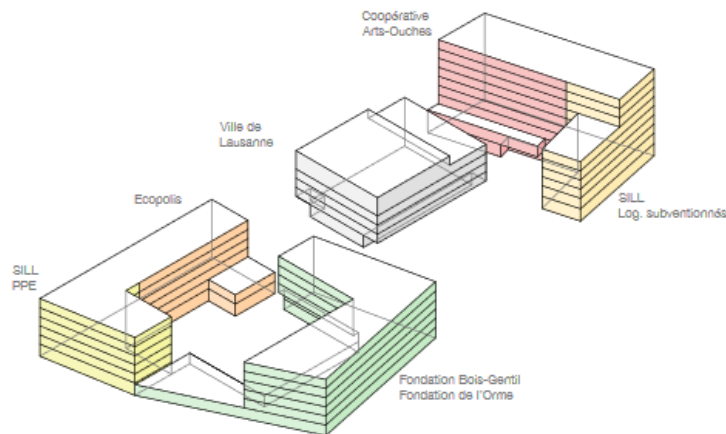 Coopérative
Arts-Ouches
Ville de
Lausanne
Ecopolis
SILL
Log. subventionnés
SILL
PPE
Fondation Bois-Gentil
Fondation de l'Orme